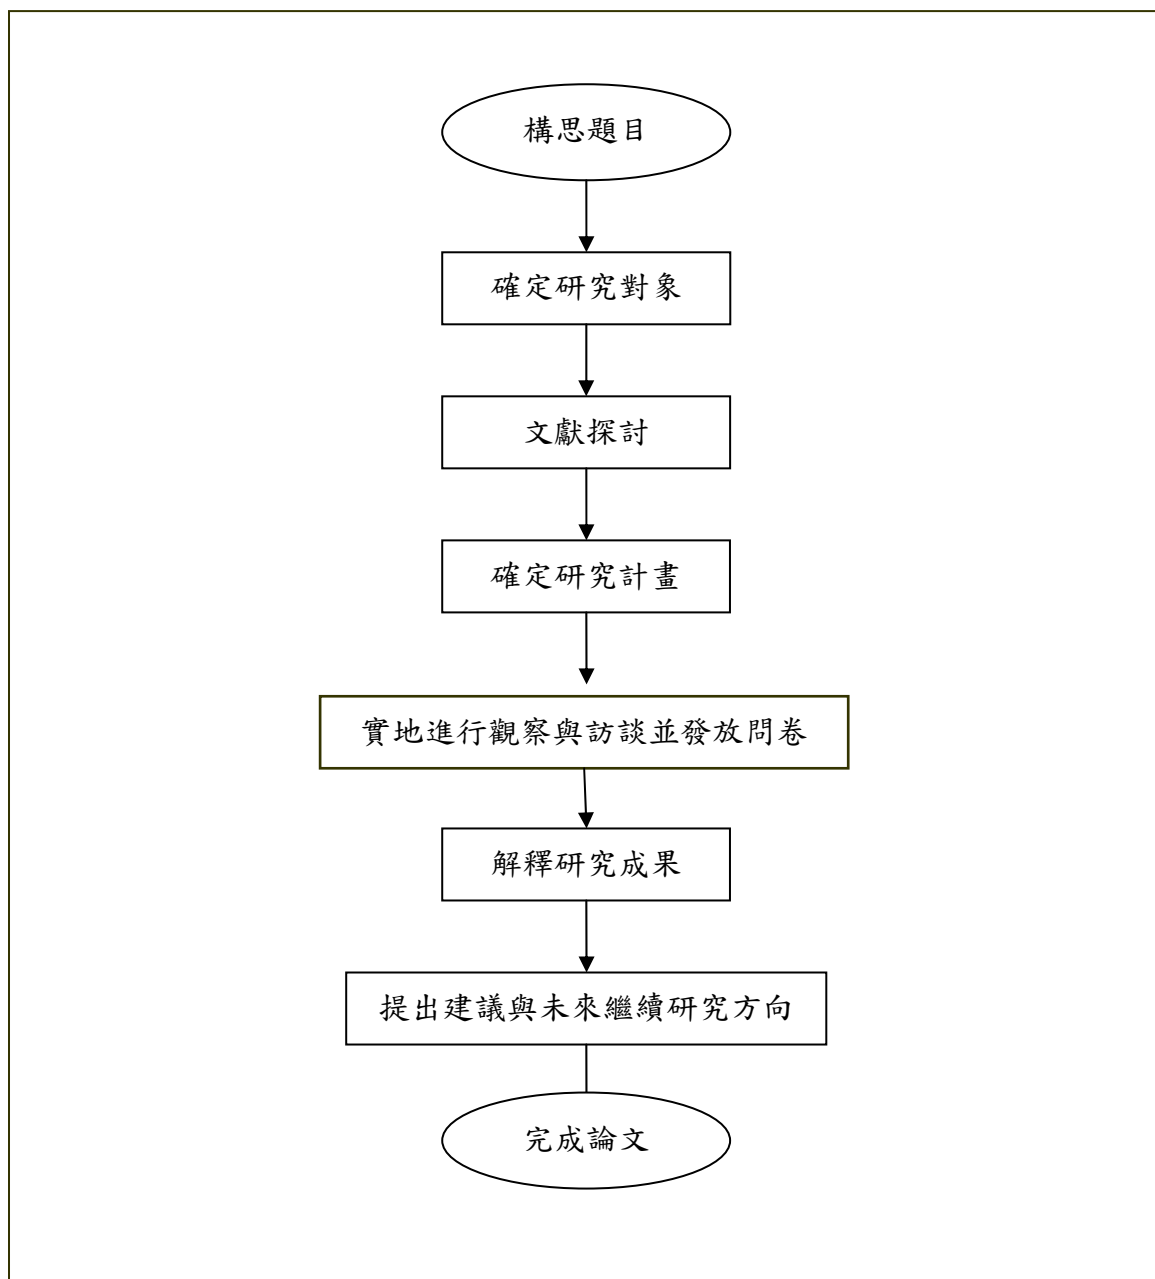 構思題目
確定研究對象
文獻探討
確定研究計畫
實地進行觀察與訪談並發放問卷
解釋研究成果
提出建議與未來繼續研究方向
完成論文